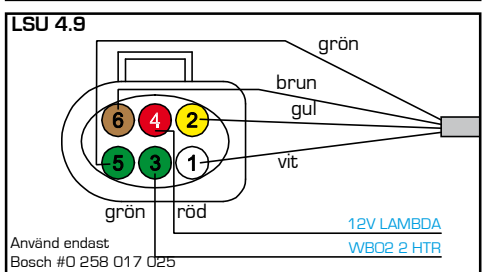 LSU 4.9
grön
brun
gul
6 4 2
5 3 1
vit
grön röd
12V LAMBDA
WB02 2 HTR
Använd endast
Bosch #0 258 017 025